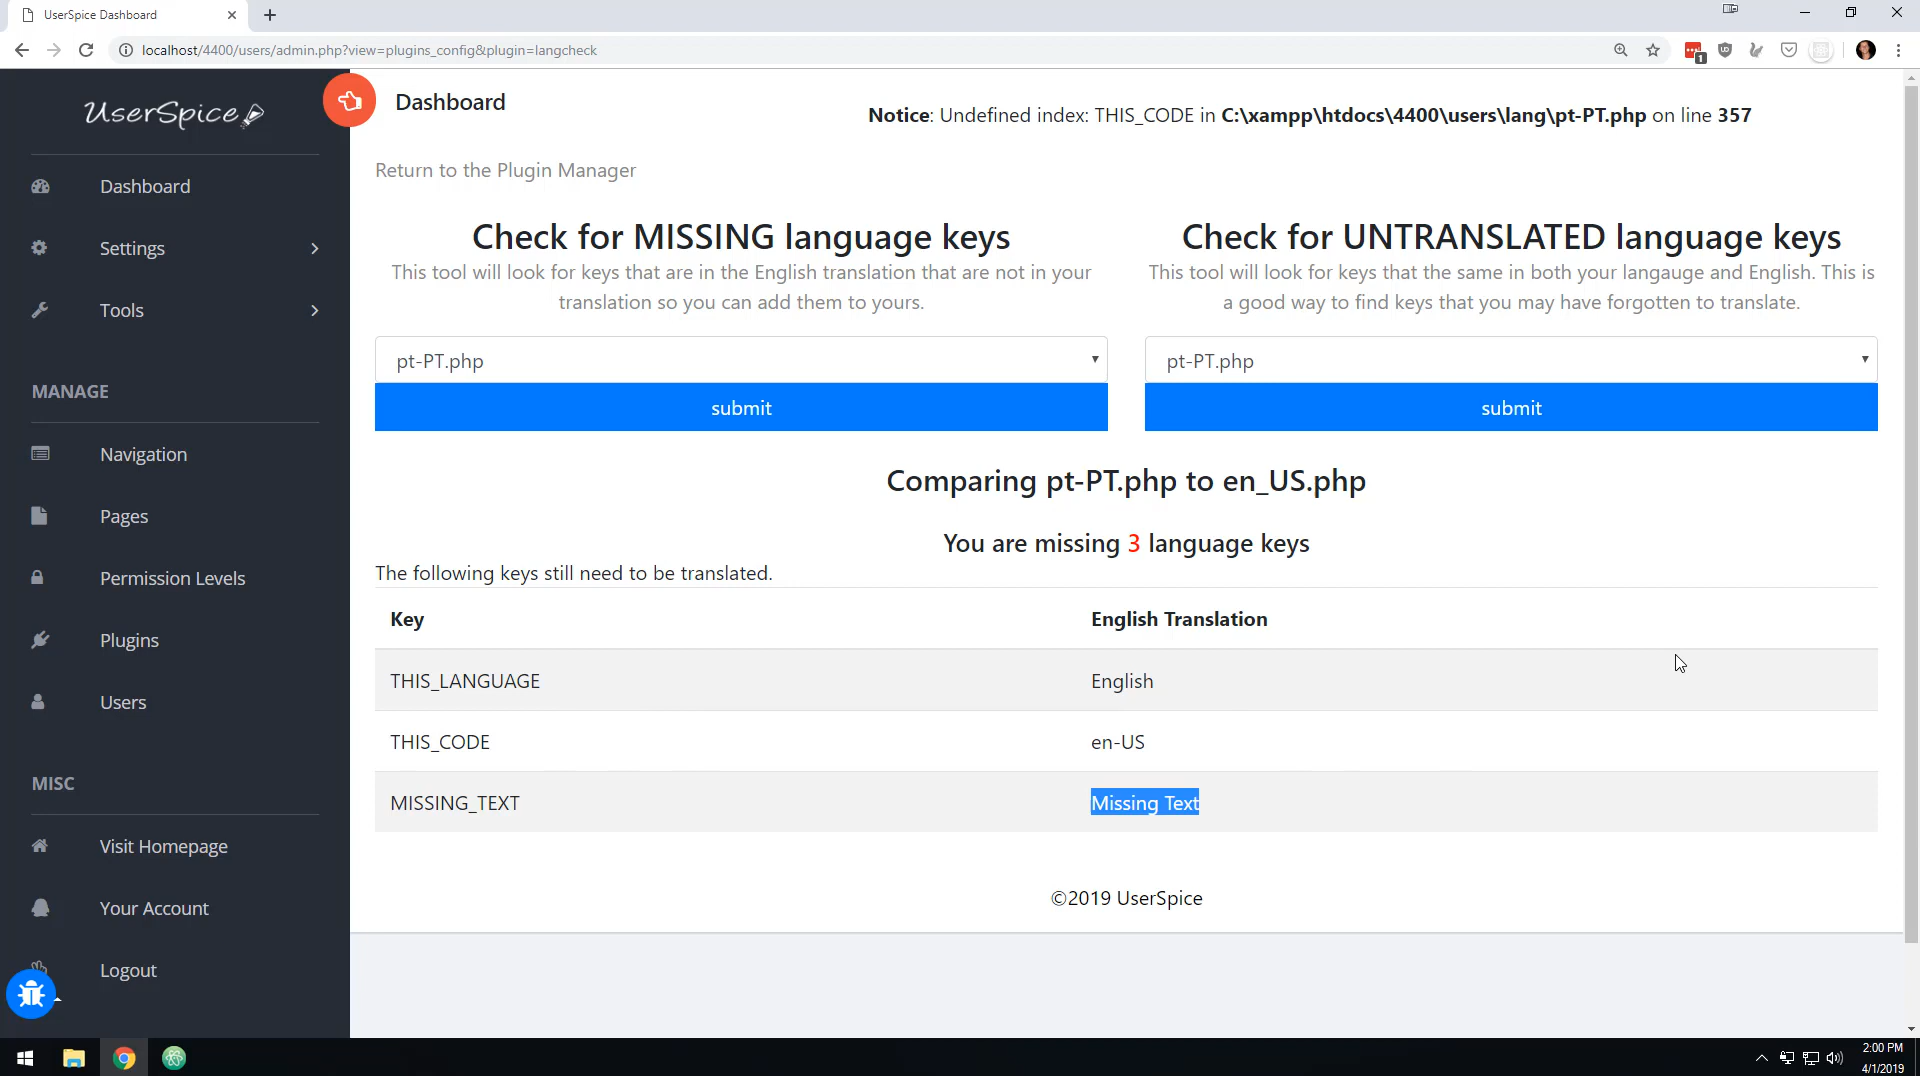 UserSpice Dashboard
localhost/4400/users/admin.php?view=plugins_config&plugin=langcheck
1
UserSpice
Dashboard
Settings
Tools
MANAGE
Navigation
Pages
Permission Levels
Plugins
Users
MISC
Visit Homepage
Your Account
Logout
Dashboard
Notice: Undefined index: THIS_CODE in C:\xampp\htdocs\4400\users\lang\pt-PT.php on line 357
Return to the Plugin Manager
Check for MISSING language keys
This tool will look for keys that are in the English translation that are not in your
translation so you can add them to yours.
pt-PT.php
submit
Check for UNTRANSLATED language keys
This tool will look for keys that the same in both your langauge and English. This is
a good way to find keys that you may have forgotten to translate.
pt-PT.php
submit
Comparing pt-PT.php to en_US.php
You are missing 3 language keys
The following keys still need to be translated.
Key English Translation
THIS_LANGUAGE English
THIS_CODE en-US
MISSING_TEXT Missing Text
©2019 UserSpice
2:00 PM
4/1/2019